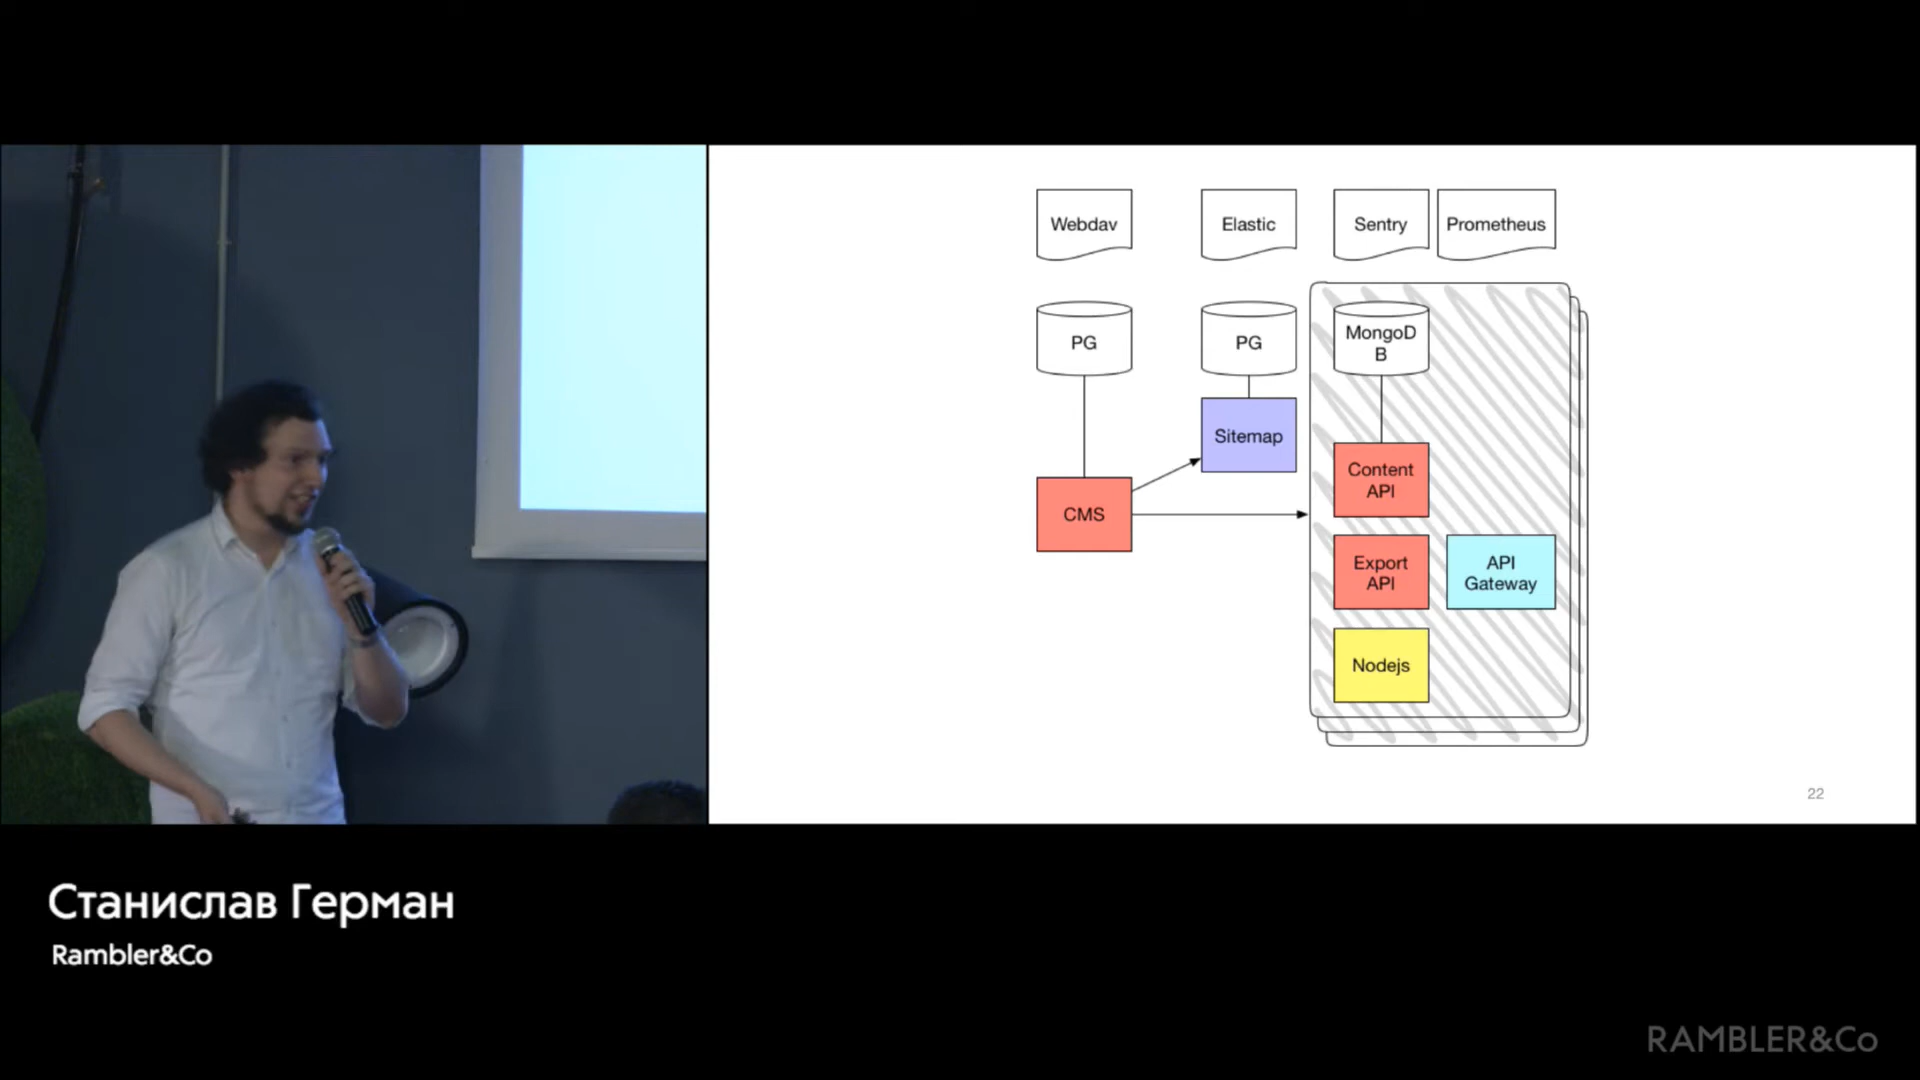 Webdav
Elastic
Sentry
Prometheus
PG
PG
MongoD
B
Sitemap
Content
API
CMS
Export
API
API
Gateway
Nodejs
22
Станислав Герман
Rambler&Co
RAMBLER&Co